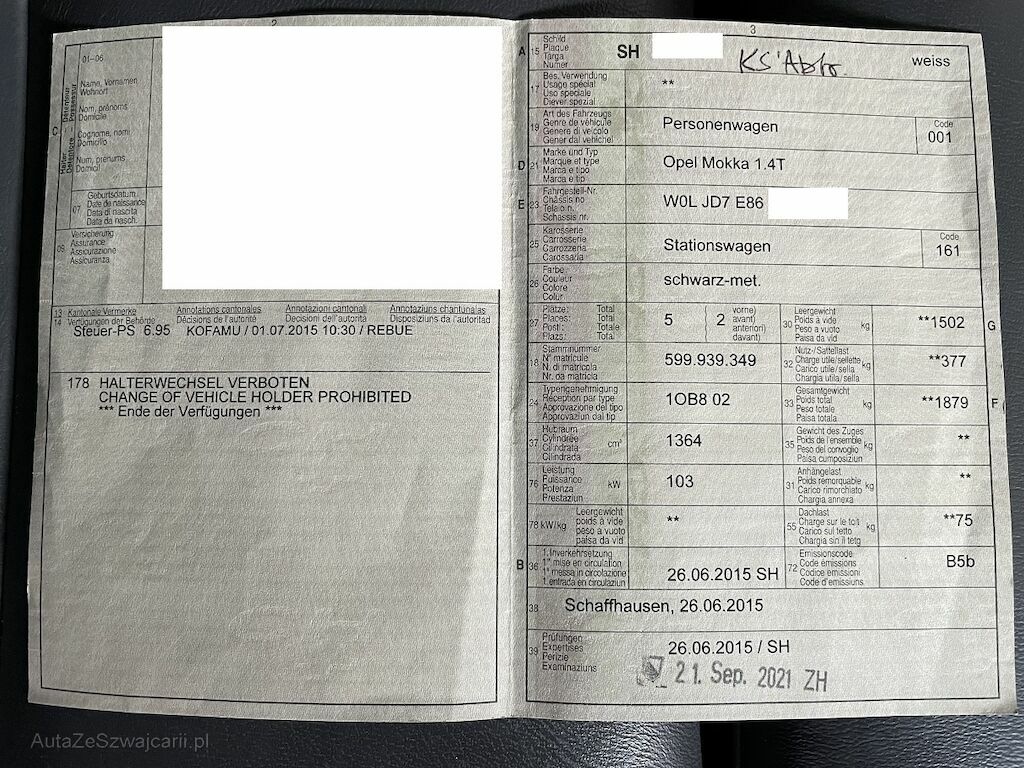 2
01-06
Name, Vornamen
Wohnort
Nom, prénoms
Domicile
Cognome, nomi
Domicilio
Num, prenums
Domicil
C
Halter
Détenteur
Detentore
Possessur
07
Geburtsdatum
Date de naissance
Data di nascita
Data da nasch.
09
Versicherung
Assurance
Assicurazione
Assicuranza
13 Kantonale Vermerke Annotations cantonales Annotazioni cantonali Annotaziuns chantunalas
14 Verfügungen der Behörde Décisions de l'autorité Decisioni dell'autorità Disposiziuns da l'autoritad
Steuer-PS 6.95 KOFAMU / 01.07.2015 10:30 / REBUE
178 HALTERWECHSEL VERBOTEN
CHANGE OF VEHICLE HOLDER PROHIBITED
*** Ende der Verfügungen ***
3
A 15 Schild
Plaque
Targa
Numer
SH
weiss
17 Bes. Verwendung
Usage spécial
Uso speciale
Diever spezial
**
19 Art des Fahrzeugs
Genre de véhicule
Genere di veicolo
Gener dal vehichel
Personenwagen
Code
001
D 21 Marke und Typ
Marque et type
Marca e tipo
Marca e tip
Opel Mokka 1.4T
E 23 Fahrgestell-Nr.
Châssis no
Telaio n.
Schassis nr.
W0L JD7 E86
25 Karosserie
Carrosserie
Carrozzeria
Carossaria
Stationswagen
Code
161
26 Farbe
Couleur
Colore
Colur
schwarz-met.
27 Plätze: Total
Places: Total
Posti: Totale
Plazs: Total
5
2
vorne)
avant)
anteriori)
davant)
30 Leergewicht
Poids à vide
Peso a vuoto
Paisa da vid
kg
**1502
G
18 Stammnummer
N° matricule
N. di matricola
Nr. da matricla
599.939.349
32 Nutz-/Sattellast
Charge utile/sellette
Carico utile/sella
Chargia utila/sella
kg
**377
24 Typengenehmigung
Réception par type
Approvazione del tipo
Approvaziun dal tip
1OB8 02
33 Gesamtgewicht
Poids total
Peso totale
Paisa totala
kg
**1879
F
37 Hubraum
Cylindrée
Cilindrata
Cilindrada
cm³
1364
35 Gewicht des Zuges
Poids de l'ensemble
Peso del convoglio
Paisa cumposiziun
kg
**
76 Leistung
Puissance
Potenza
Prestaziun
kW
103
31 Anhängelast
Poids remorquable
Carico rimorchiato
Chargia annexa
kg
**
78 kW/kg
Leergewicht
poids à vide
peso a vuoto
paisa da vid
**
55 Dachlast
Charge sur le toit
Carico sul tetto
Chargia sin il tetg
kg
**75
B 36 1. Inverkehrsetzung
1re mise en circulation
1a messa in circolazione
1. entrada en circulaziun
26.06.2015 SH
72 Emissionscode
Code émissions
Codice emissioni
Code d'emissiuns
B5b
38 Schaffhausen, 26.06.2015
39 Prüfungen
Expertises
Perizie
Examinaziuns
26.06.2015 / SH
21. Sep. 2021 ZH
AutaZeSzwajcarii.pl